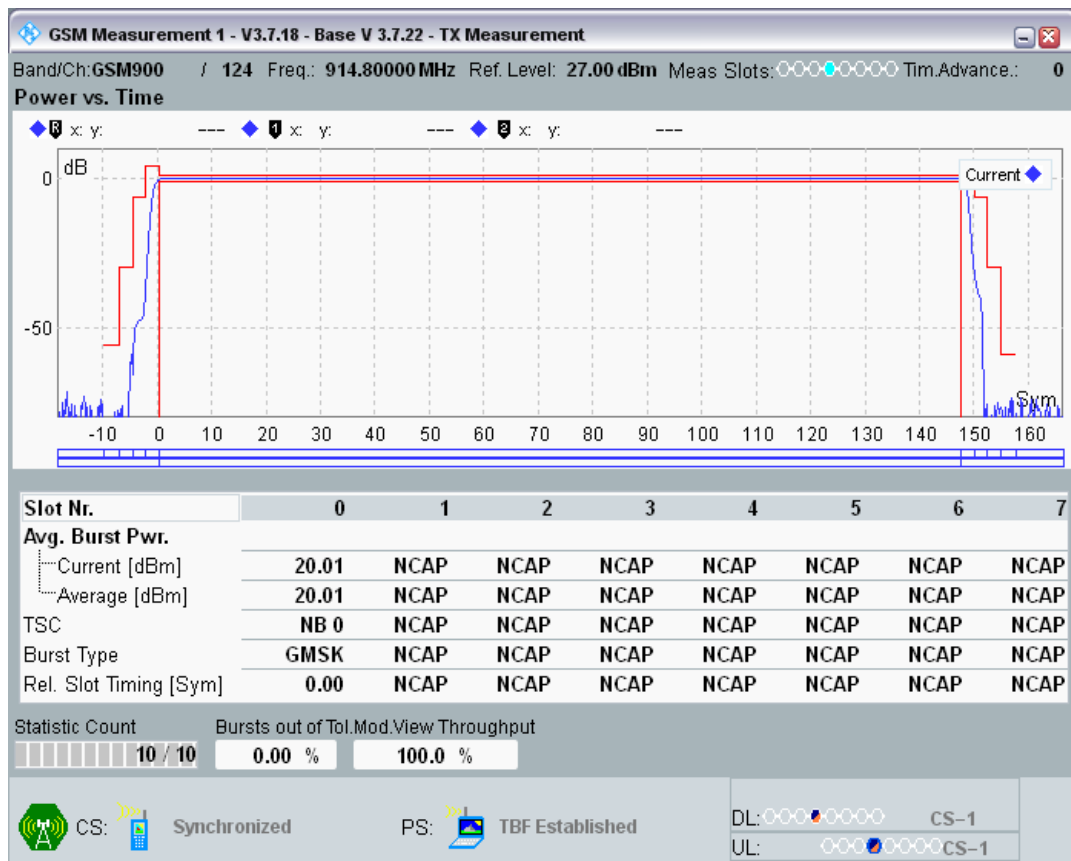 GSM Measurement 1 - V3.7.18 - Base V 3.7.22 - TX Measurement
Band/Ch:GSM900 / 124 Freq.: 914.80000 MHz Ref. Level: 27.00 dBm Meas Slots: Tim.Advance.: 0
Power vs. Time
R x: y: --- 1 x: y: --- 2 x: y: ---
dB
Current
0
-50
Sym
-10 0 10 20 30 40 50 60 70 80 90 100 110 120 130 140 150 160
Slot Nr. 0 1 2 3 4 5 6 7
Avg. Burst Pwr.
Current [dBm] 20.01 NCAP NCAP NCAP NCAP NCAP NCAP NCAP
Average [dBm] 20.01 NCAP NCAP NCAP NCAP NCAP NCAP NCAP
TSC NB 0 NCAP NCAP NCAP NCAP NCAP NCAP NCAP
Burst Type GMSK NCAP NCAP NCAP NCAP NCAP NCAP NCAP
Rel. Slot Timing [Sym] 0.00 NCAP NCAP NCAP NCAP NCAP NCAP NCAP
Statistic Count Bursts out of Tol.Mod.View Throughput
10 / 10 0.00 % 100.0 %
CS: Synchronized PS: TBF Established
DL: CS-1
UL: CS-1